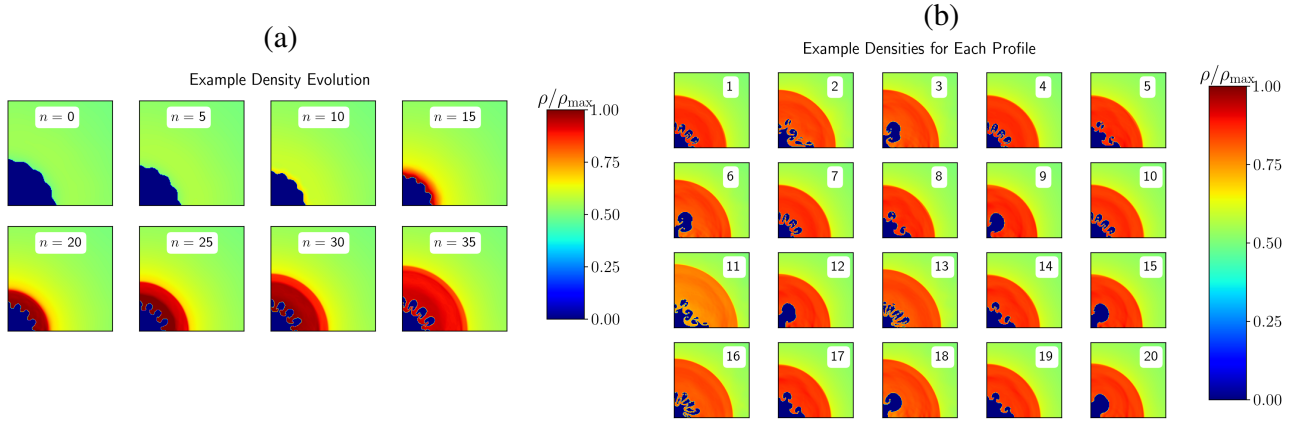 (a)
Example Density Evolution
n = 0
n = 5
n = 10
n = 15
n = 20
n = 25
n = 30
n = 35
ρ/ρmax
1.00
0.75
0.50
0.25
0.00
(b)
Example Densities for Each Profile
1
2
3
4
5
6
7
8
9
10
11
12
13
14
15
16
17
18
19
20
ρ/ρmax
1.00
0.75
0.50
0.25
0.00